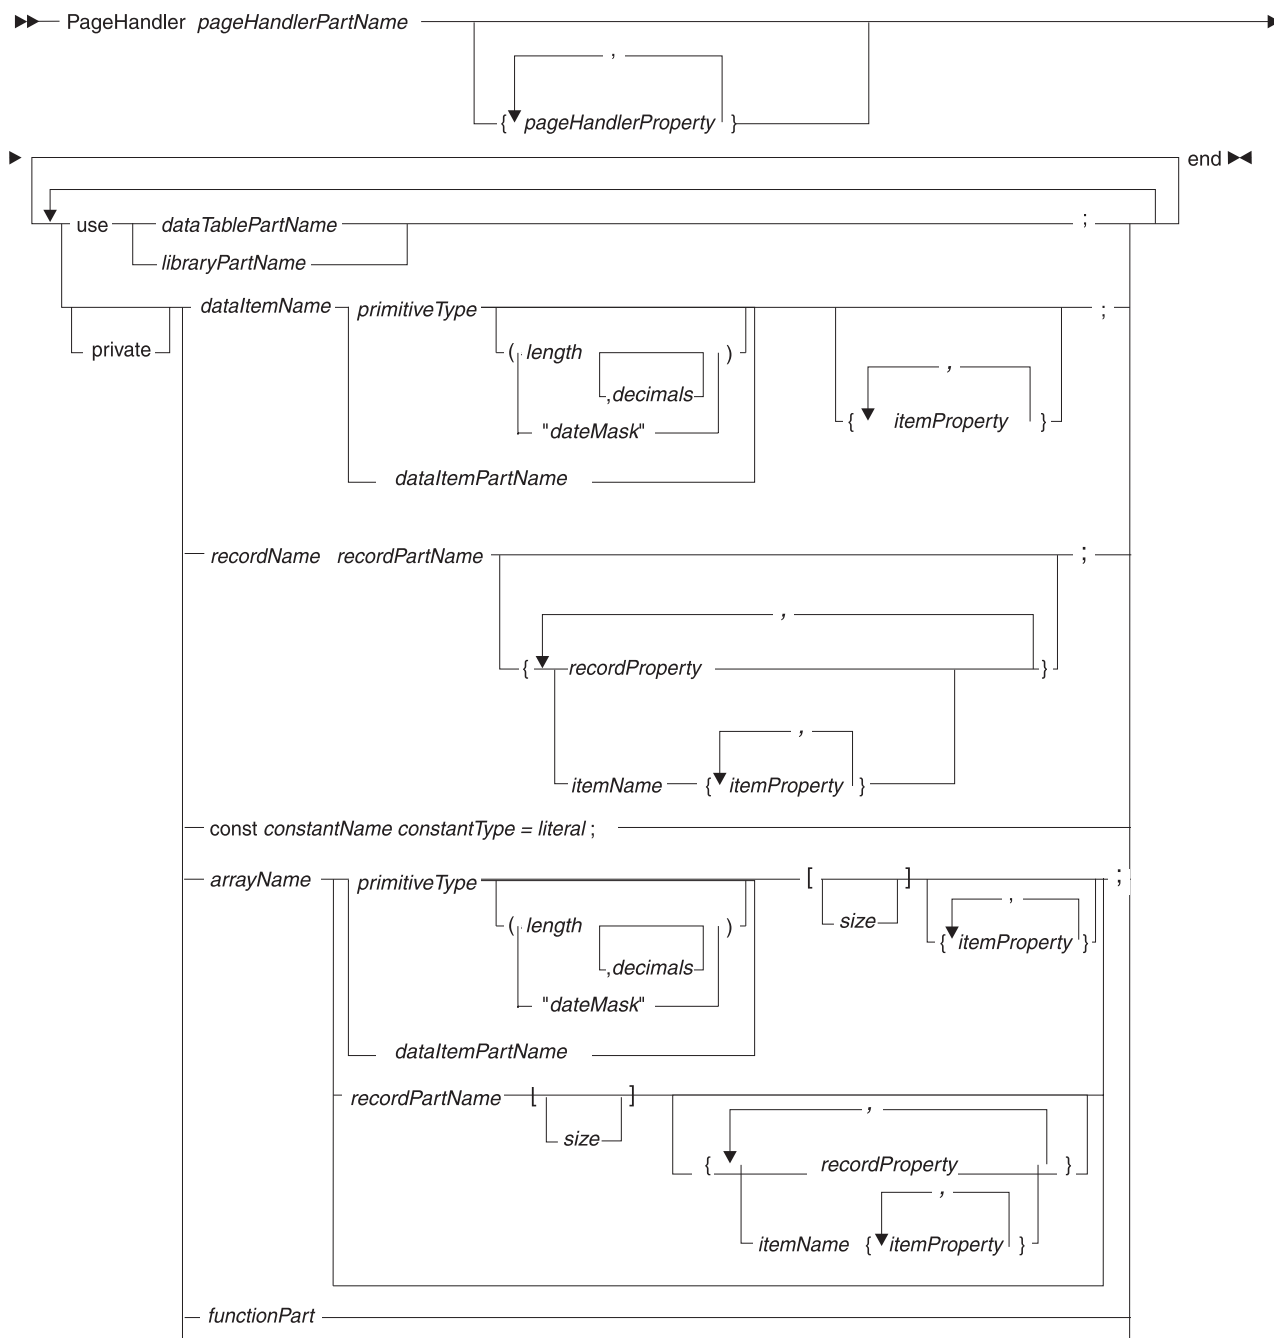 PageHandler pageHandlerPartName
,
{ pageHandlerProperty }
end
use dataTablePartName ;
libraryPartName
dataItemName primitiveType ;
private
( length )
,
,decimals
{ itemProperty }
"dateMask"
dataItemPartName
recordName recordPartName ;
,
{ recordProperty }
,
itemName { itemProperty }
const constantName constantType = literal ;
arrayName primitiveType [ ] ;
,
( length ) size
{ itemProperty }
,decimals
"dateMask"
dataItemPartName
recordPartName [ ]
,
size
{ recordProperty }
,
itemName { itemProperty }
functionPart